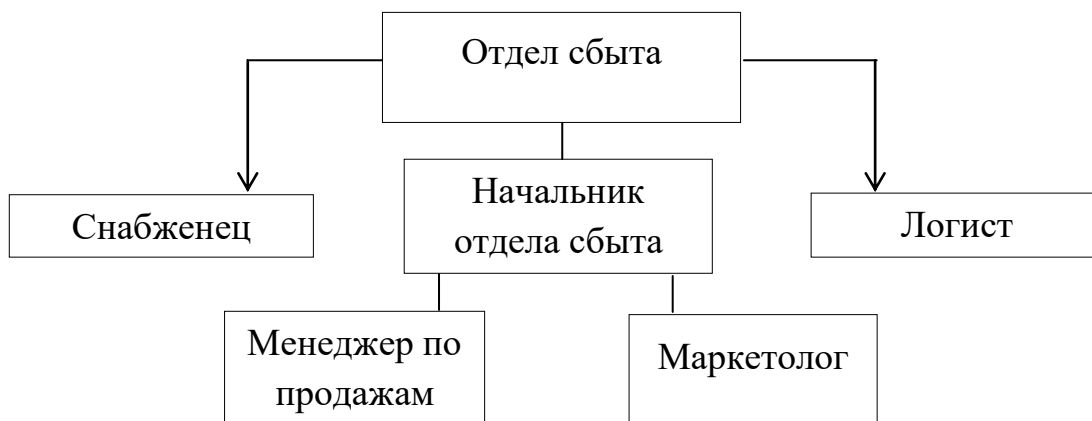 Отдел сбыта
Снабженец
Начальник
отдела сбыта
Логист
Менеджер по
продажам
Маркетолог